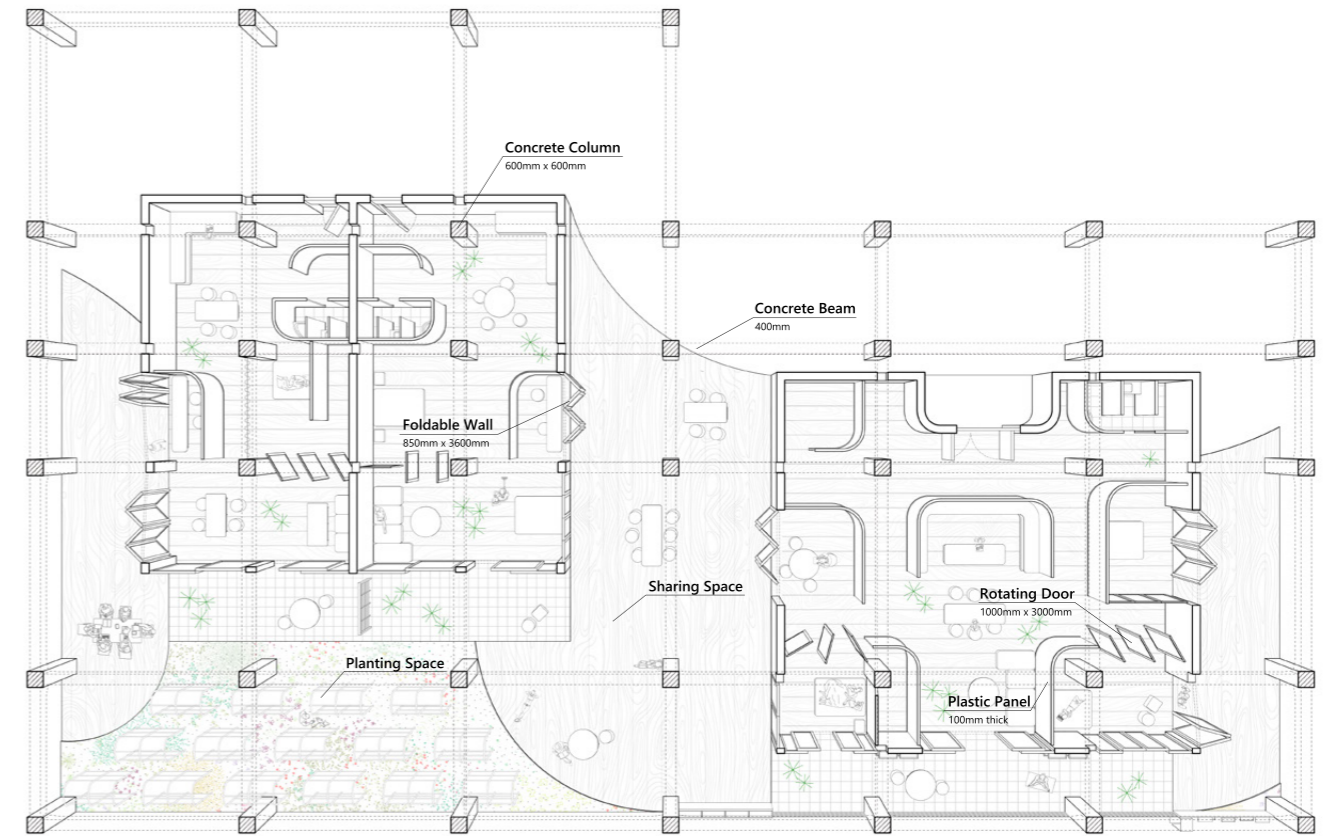 Concrete Column
600mm x 600mm
Concrete Beam
400mm
Foldable Wall
850mm x 3600mm
Sharing Space
Rotating Door
1000mm x 3000mm
Planting Space
Plastic Panel
100mm thick